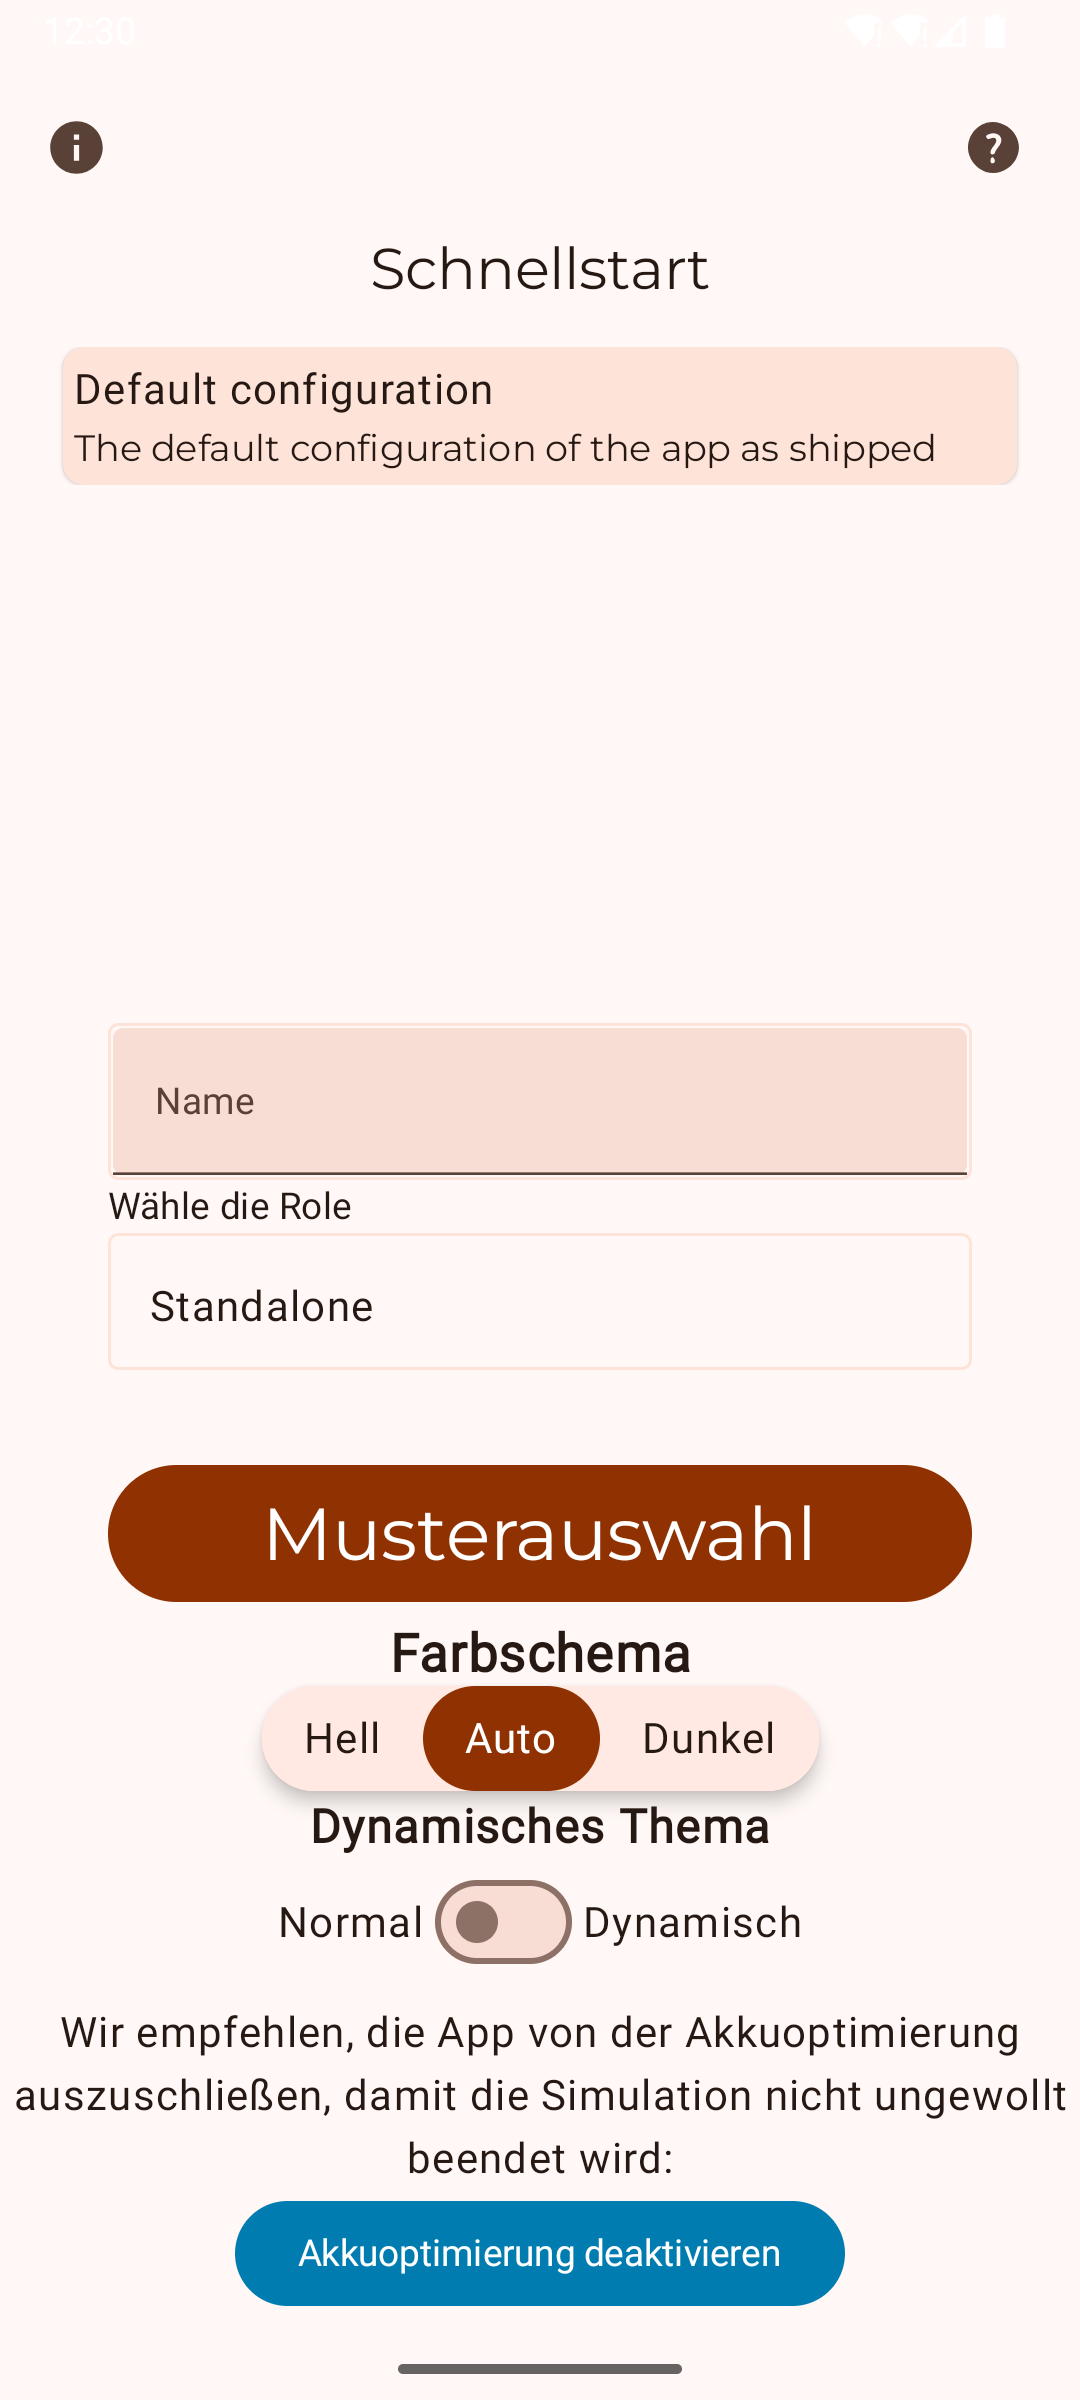 12:30
Schnellstart
Default configuration
The default configuration of the app as shipped
Name
Wähle die Role
Standalone
Musterauswahl
Farbschema
Hell Auto Dunkel
Dynamisches Thema
Normal Dynamisch
Wir empfehlen, die App von der Akkuoptimierung
auszuschließen, damit die Simulation nicht ungewollt
beendet wird:
Akkuoptimierung deaktivieren